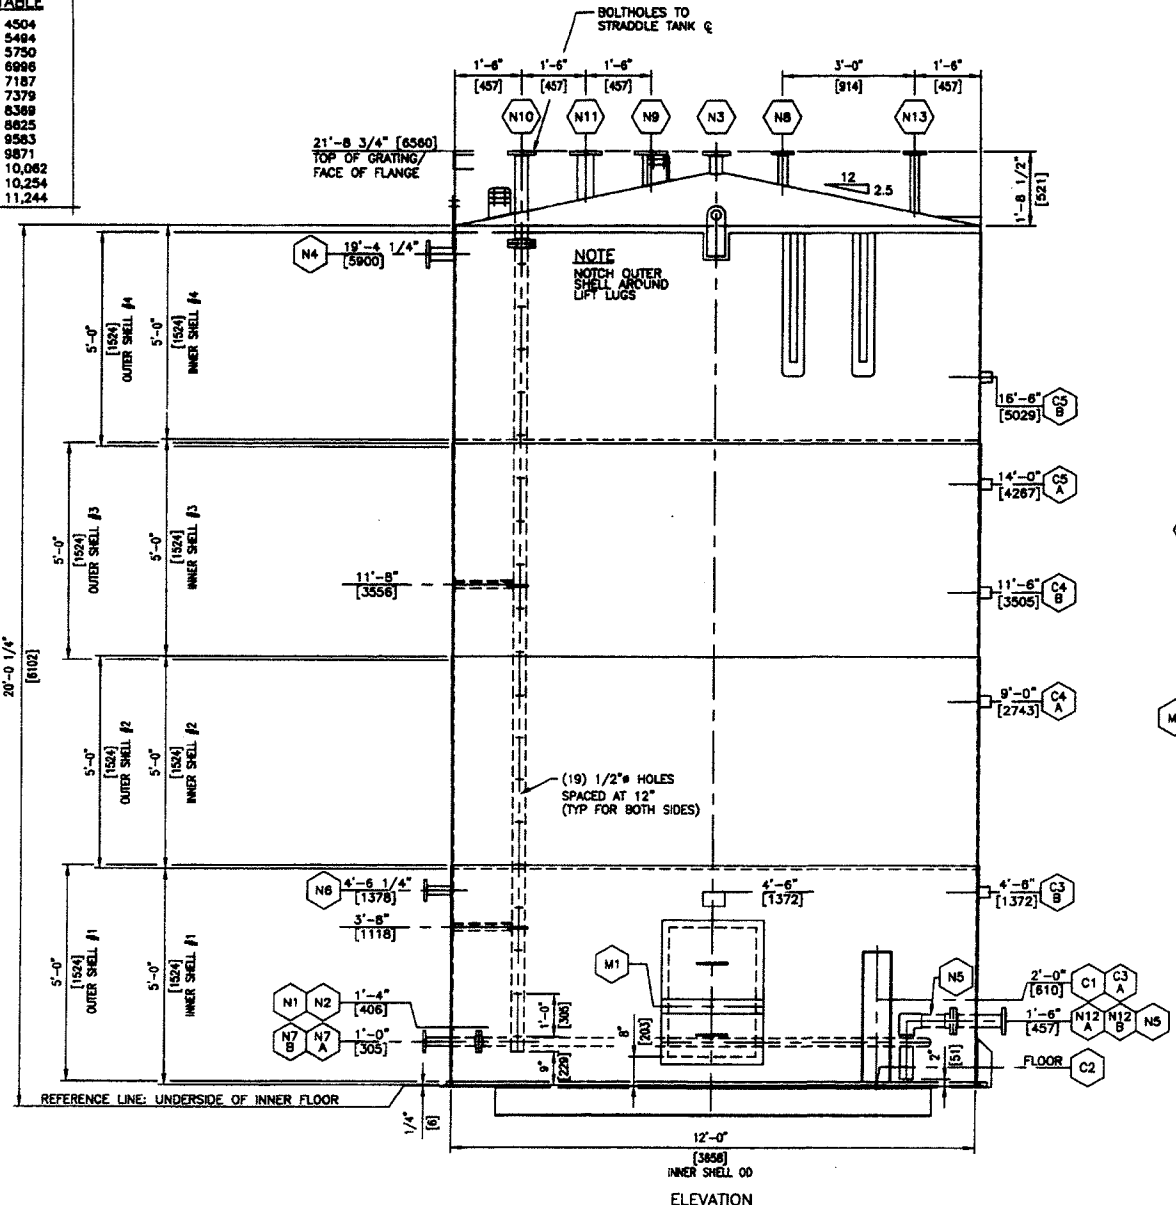 TABLE
4504
5494
5750
6996
7187
7379
8369
8825
9583
9871
10,062
10,254
11,244
BOLTHOLES TO
STRADDLE TANK ℄
1'-6"
[457]
1'-6"
[457]
1'-6"
[457]
3'-0"
[914]
1'-6"
[457]
N10
N11
N9
N3
N8
N13
21'-8 3/4" [6560]
TOP OF GRATING/
FACE OF FLANGE
12
2.5
1'-8 1/2"
[521]
N4
19'-4 1/4"
[5900]
NOTE
NOTCH OUTER
SHELL AROUND
LIFT LUGS
5'-0"
[1524]
OUTER SHELL #4
5'-0"
[1524]
INNER SHELL #4
16'-6"
[5029]
C5
B
14'-0"
[4267]
C5
A
5'-0"
[1524]
OUTER SHELL #3
5'-0"
[1524]
INNER SHELL #3
11'-8"
[3556]
11'-6"
[3505]
C4
B
20'-0 1/4"
[6102]
9'-0"
[2743]
C4
A
M
5'-0"
[1524]
OUTER SHELL #2
5'-0"
[1524]
INNER SHELL #2
(19) 1/2"ø HOLES
SPACED AT 12"
(TYP FOR BOTH SIDES)
N6
4'-6 1/4"
[1378]
4'-6"
[1372]
4'-6"
[1372]
C3
B
3'-8"
[1118]
5'-0"
[1524]
OUTER SHELL #1
5'-0"
[1524]
INNER SHELL #1
M1
N5
2'-0"
[610]
C1
C3
A
N1
N2
1'-4"
[406]
1'-0"
[305]
8"
[203]
1'-6"
[457]
N12
A
N12
B
N5
N7
B
N7
A
1'-0"
[305]
9"
[229]
2"
[51]
FLOOR
C2
REFERENCE LINE: UNDERSIDE OF INNER FLOOR
1/4"
[6]
12'-0"
[3658]
INNER SHELL OD
ELEVATION